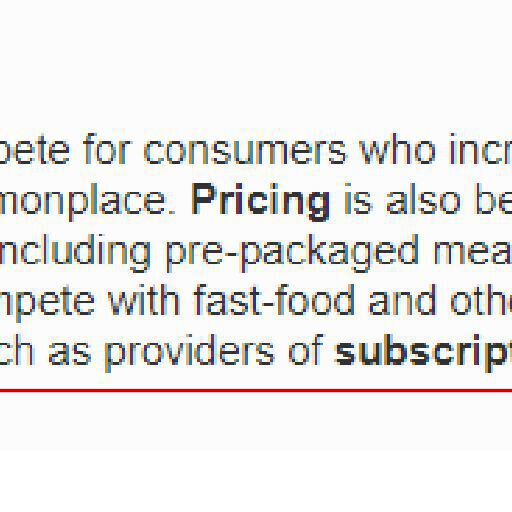 pete for consumers who incr
monplace. Pricing is also be
ncluding pre-packaged mea
mpete with fast-food and othe
ch as providers of subscript